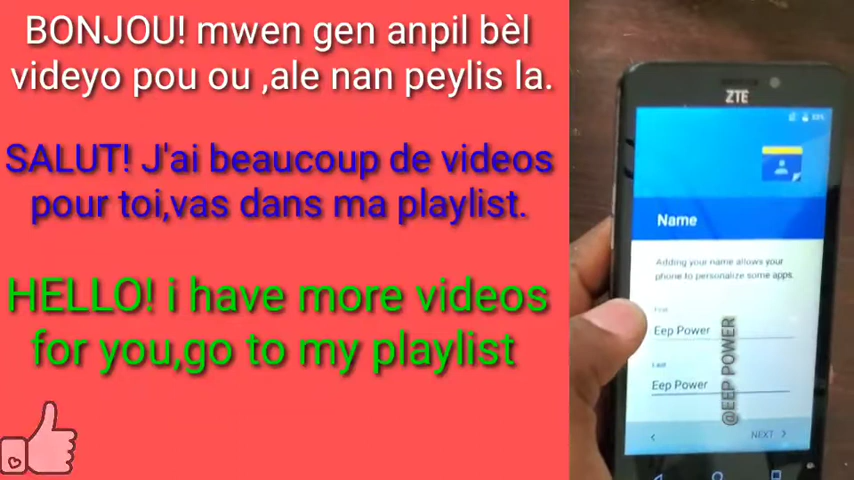 BONJOU! mwen gen anpil bèl
videyo pou ou ,ale nan peylis la.
SALUT! J'ai beaucoup de videos
pour toi,vas dans ma playlist.
HELLO! i have more videos
for you,go to my playlist
ZTE
Name
Adding your name allows your
phone to personalize some apps.
First
Eep Power
Last
Eep Power
@EEP POWER
NEXT